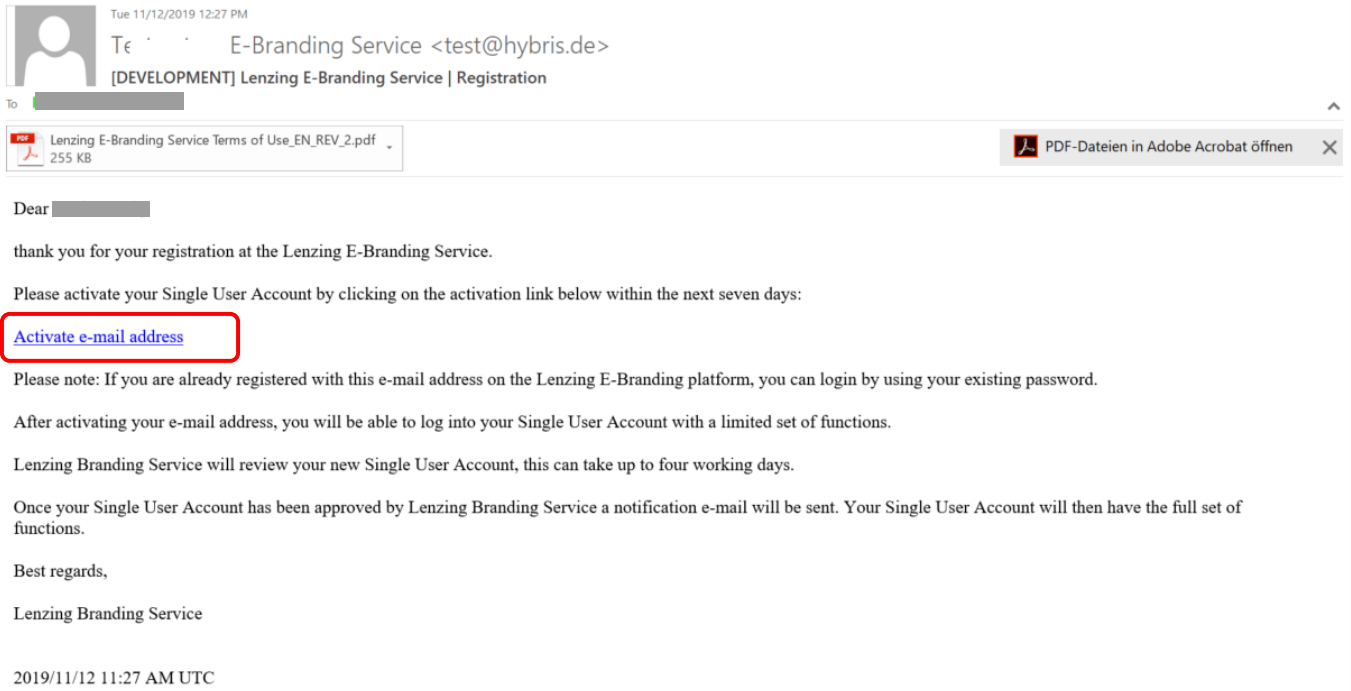 Tue 11/12/2019 12:27 PM
E-Branding Service <test@hybris.de>
[DEVELOPMENT] Lenzing E-Branding Service | Registration
To
PDF
Lenzing E-Branding Service Terms of Use_EN_REV_2.pdf
255 KB
PDF-Dateien in Adobe Acrobat öffnen
Dear
thank you for your registration at the Lenzing E-Branding Service.
Please activate your Single User Account by clicking on the activation link below within the next seven days:
Activate e-mail address
Please note: If you are already registered with this e-mail address on the Lenzing E-Branding platform, you can login by using your existing password.
After activating your e-mail address, you will be able to log into your Single User Account with a limited set of functions.
Lenzing Branding Service will review your new Single User Account, this can take up to four working days.
Once your Single User Account has been approved by Lenzing Branding Service a notification e-mail will be sent. Your Single User Account will then have the full set of
functions.
Best regards,
Lenzing Branding Service
2019/11/12 11:27 AM UTC